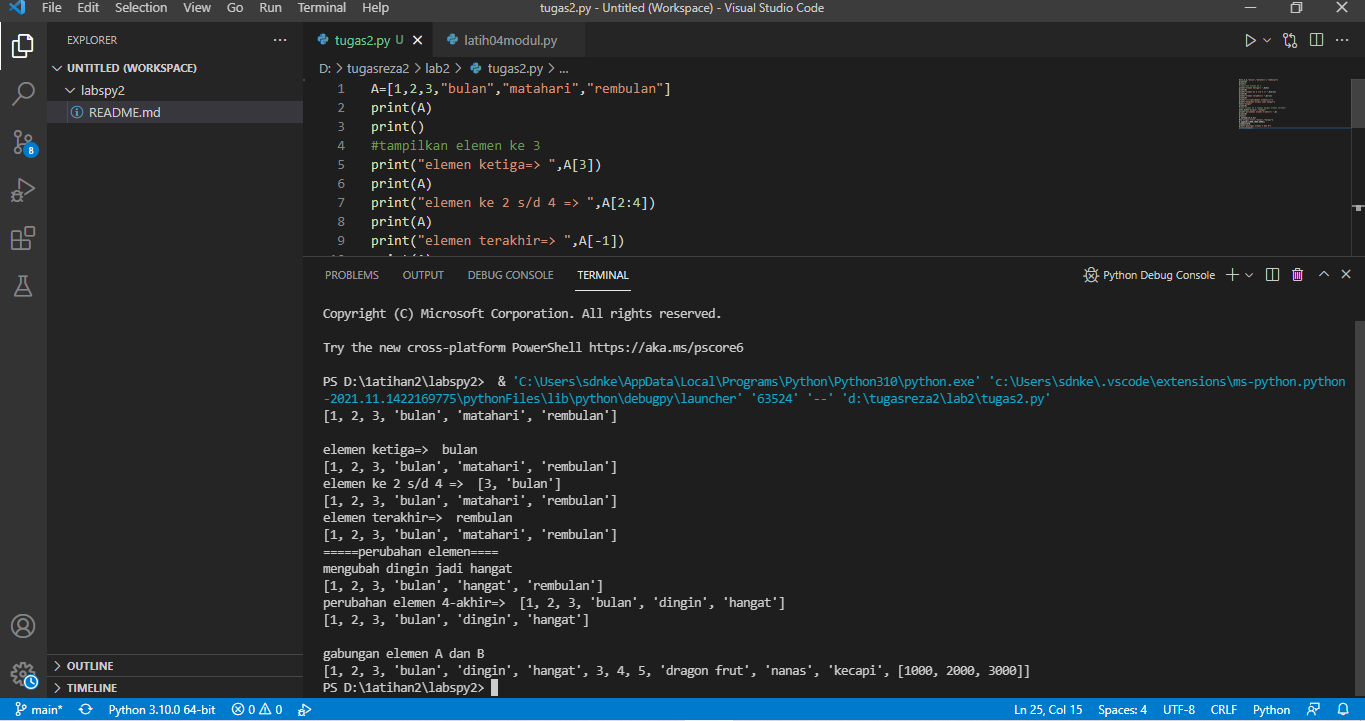 File Edit Selection View Go Run Terminal Help tugas2.py - Untitled (Workspace) - Visual Studio Code
EXPLORER
UNTITLED (WORKSPACE)
labspy2
README.md
8
OUTLINE
TIMELINE
tugas2.py U latih04modul.py
D: > tugasreza2 > lab2 > tugas2.py > ...
1 A=[1,2,3,"bulan","matahari","rembulan"]
2 print(A)
3 print()
4 #tampilkan elemen ke 3
5 print("elemen ketiga=> ",A[3])
6 print(A)
7 print("elemen ke 2 s/d 4 => ",A[2:4])
8 print(A)
9 print("elemen terakhir=> ",A[-1])
PROBLEMS OUTPUT DEBUG CONSOLE TERMINAL Python Debug Console
Copyright (C) Microsoft Corporation. All rights reserved.
Try the new cross-platform PowerShell https://aka.ms/pscore6
PS D:\1atihan2\labspy2>  & 'C:\Users\sdnke\AppData\Local\Programs\Python\Python310\python.exe' 'c:\Users\sdnke\.vscode\extensions\ms-python.python
-2021.11.1422169775\pythonFiles\lib\python\debugpy\launcher' '63524' '--' 'd:\tugasreza2\lab2\tugas2.py'
[1, 2, 3, 'bulan', 'matahari', 'rembulan']
elemen ketiga=>  bulan
[1, 2, 3, 'bulan', 'matahari', 'rembulan']
elemen ke 2 s/d 4 =>  [3, 'bulan']
[1, 2, 3, 'bulan', 'matahari', 'rembulan']
elemen terakhir=>  rembulan
[1, 2, 3, 'bulan', 'matahari', 'rembulan']
=====perubahan elemen====
mengubah dingin jadi hangat
[1, 2, 3, 'bulan', 'hangat', 'rembulan']
perubahan elemen 4-akhir=>  [1, 2, 3, 'bulan', 'dingin', 'hangat']
[1, 2, 3, 'bulan', 'dingin', 'hangat']
gabungan elemen A dan B
[1, 2, 3, 'bulan', 'dingin', 'hangat', 3, 4, 5, 'dragon frut', 'nanas', 'kecapi', [1000, 2000, 3000]]
PS D:\1atihan2\labspy2>
main* Python 3.10.0 64-bit 0 0 Ln 25, Col 15 Spaces: 4 UTF-8 CRLF Python